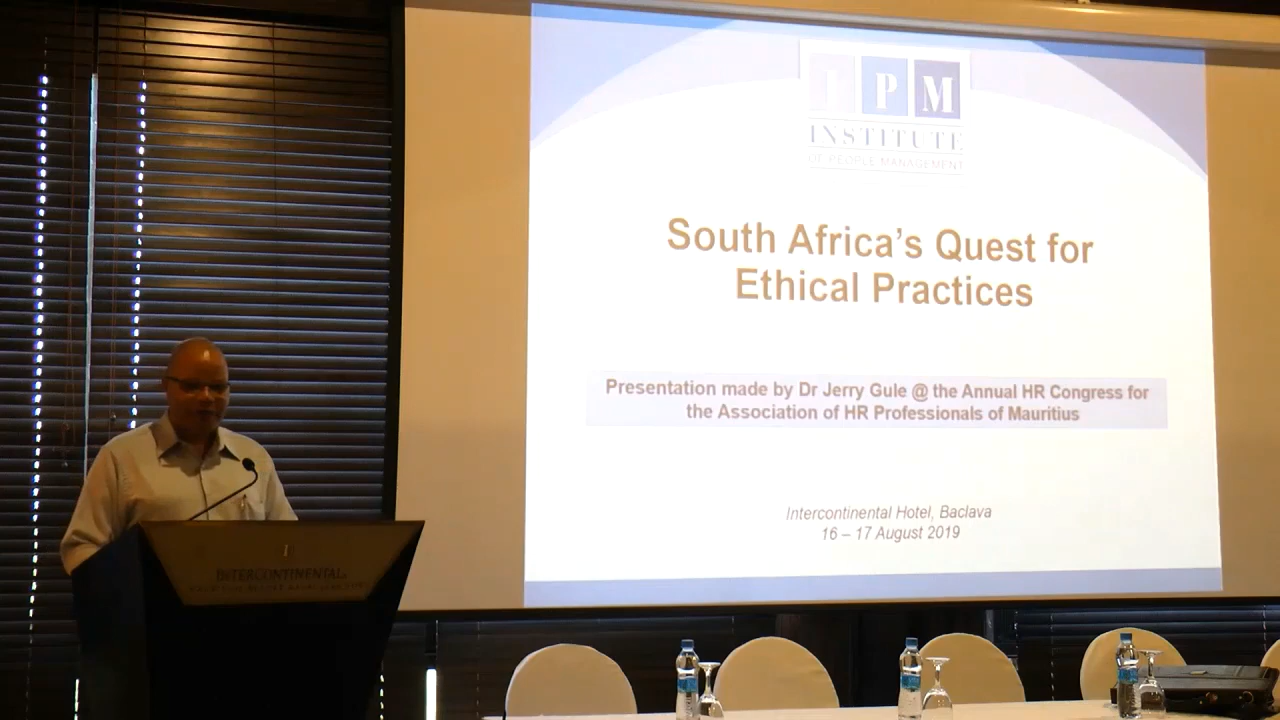 I P M
INSTITUTE
OF PEOPLE MANAGEMENT
South Africa's Quest for
Ethical Practices
Presentation made by Dr Jerry Gule @ the Annual HR Congress for
the Association of HR Professionals of Mauritius
Intercontinental Hotel, Baclava
16 – 17 August 2019
INTERCONTINENTAL